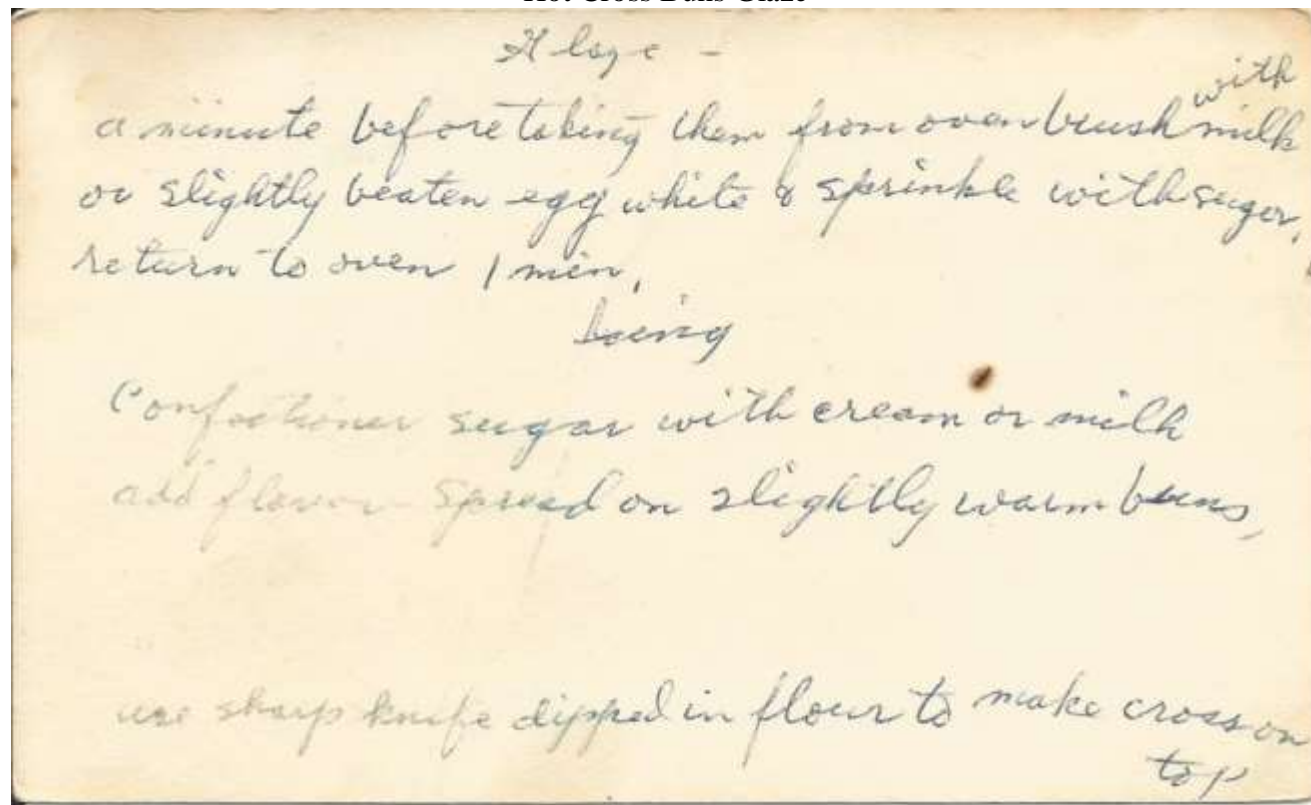 Hot Cross Buns Glaze
Glaze -
a minute before taking them from oven brush with milk
or slightly beaten egg white & sprinkle with sugar,
return to oven 1 min,
Icing
Confectioner sugar with cream or milk
add flavor - spread on slightly warm buns,
use sharp knife dipped in flour to make cross on
top